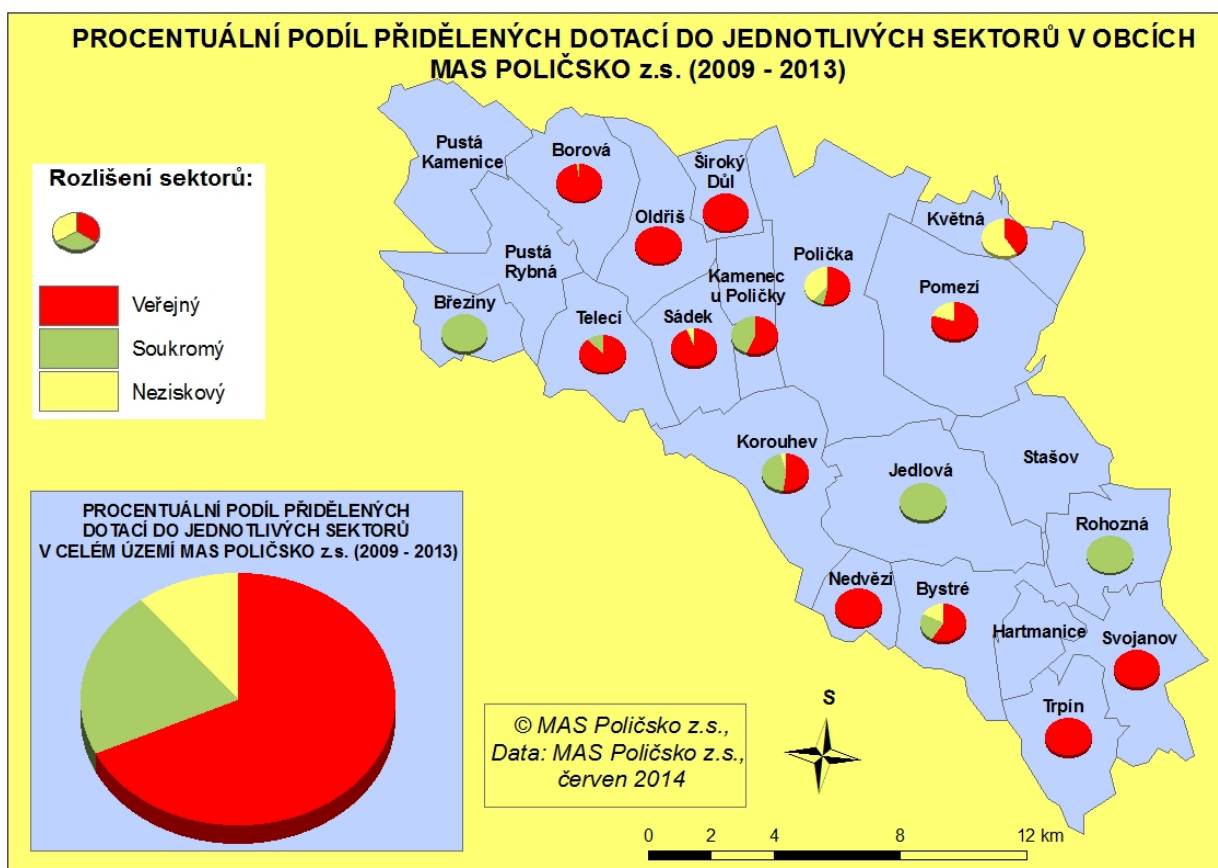 PROCENTUÁLNÍ PODÍL PŘIDĚLENÝCH DOTACÍ DO JEDNOTLIVÝCH SEKTORŮ V OBCÍCH
MAS POLIČSKO z.s. (2009 - 2013)
Rozlišení sektorů:
Veřejný
Soukromý
Neziskový
Pustá
Kamenice
Borová
Široký
Důl
Oldřiš
Květná
Pustá
Rybná
Polička
Kamenec
u Poličky
Pomezí
Březiny
Telecí
Sádek
Korouhev
Jedlová
Stašov
Rohozná
Nedvězí
Bystré
Hartmanice
Svojanov
Trpín
PROCENTUÁLNÍ PODÍL PŘIDĚLENÝCH
DOTACÍ DO JEDNOTLIVÝCH SEKTORŮ
V CELÉM ÚZEMÍ MAS POLIČSKO z.s. (2009 - 2013)
© MAS Poličsko z.s.,
Data: MAS Poličsko z.s.,
červen 2014
S
0 2 4 8 12 km